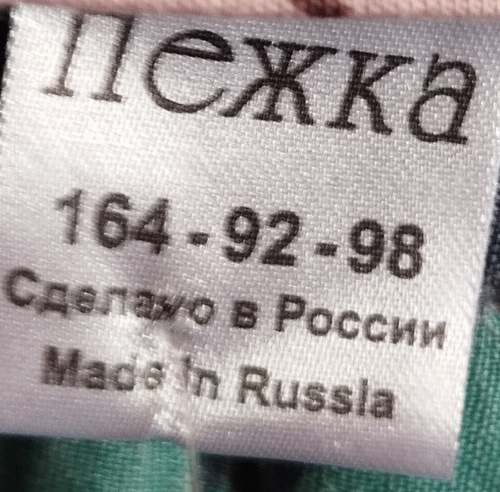 Пежка
164-92-98
Сделано в России
Made in Russia